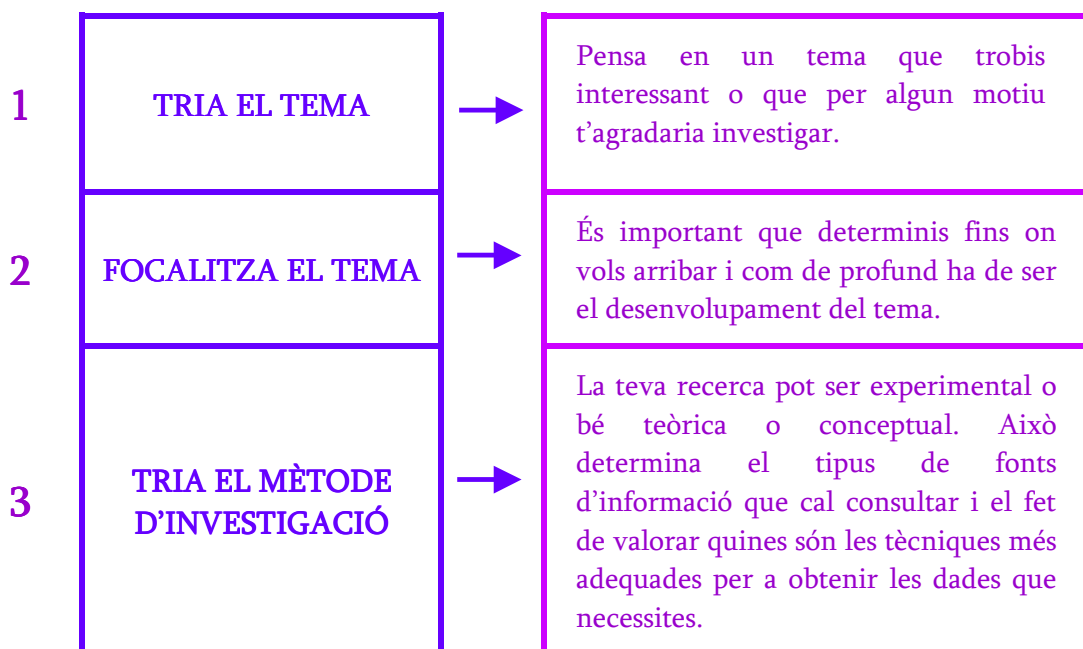 1
TRIA EL TEMA
Pensa en un tema que trobis
interessant o que per algun motiu
t’agradaria investigar.
2
FOCALITZA EL TEMA
És important que determinis fins on
vols arribar i com de profund ha de ser
el desenvolupament del tema.
3
TRIA EL MÈTODE
D’INVESTIGACIÓ
La teva recerca pot ser experimental o
bé teòrica o conceptual. Això
determina el tipus de fonts
d’informació que cal consultar i el fet
de valorar quines són les tècniques més
adequades per a obtenir les dades que
necessites.